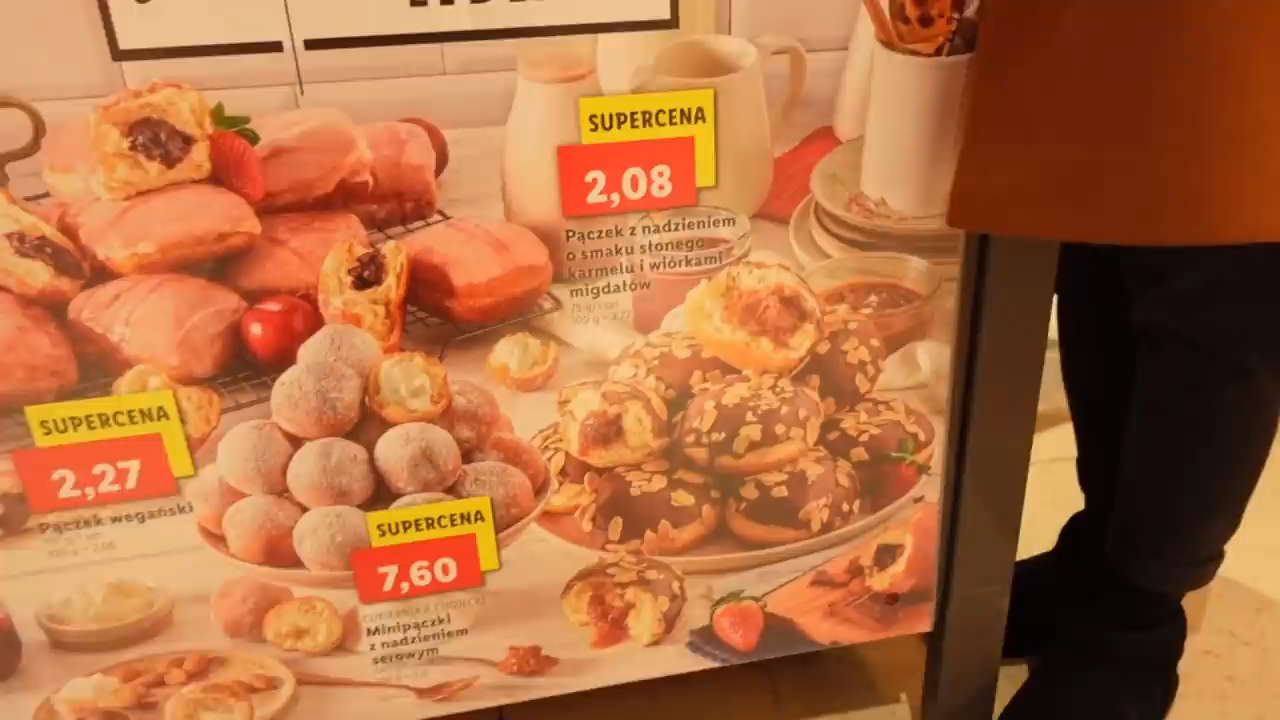 SUPERCENA
2,08
Pączek z nadzieniem
o smaku słonego
karmelu i wiórkami
migdałów
SUPERCENA
2,27
Pączek wegański
SUPERCENA
7,60
Minipączki
z nadzieniem
serowym